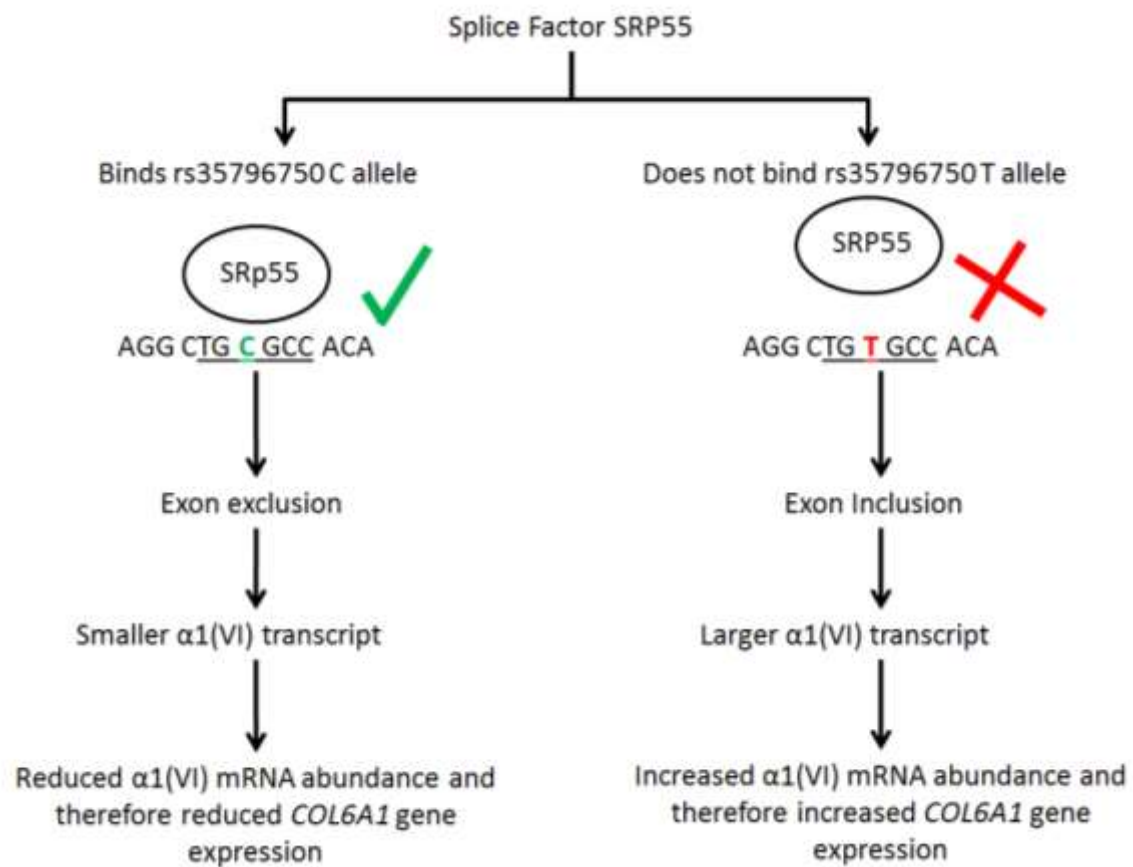 Splice Factor SRP55
Binds rs35796750 C allele
Does not bind rs35796750 T allele
SRp55
SRP55
AGG CTG C GCC ACA
AGG CTG T GCC ACA
Exon exclusion
Exon Inclusion
Smaller α1(VI) transcript
Larger α1(VI) transcript
Reduced α1(VI) mRNA abundance and
therefore reduced COL6A1 gene
expression
Increased α1(VI) mRNA abundance and
therefore increased COL6A1 gene
expression